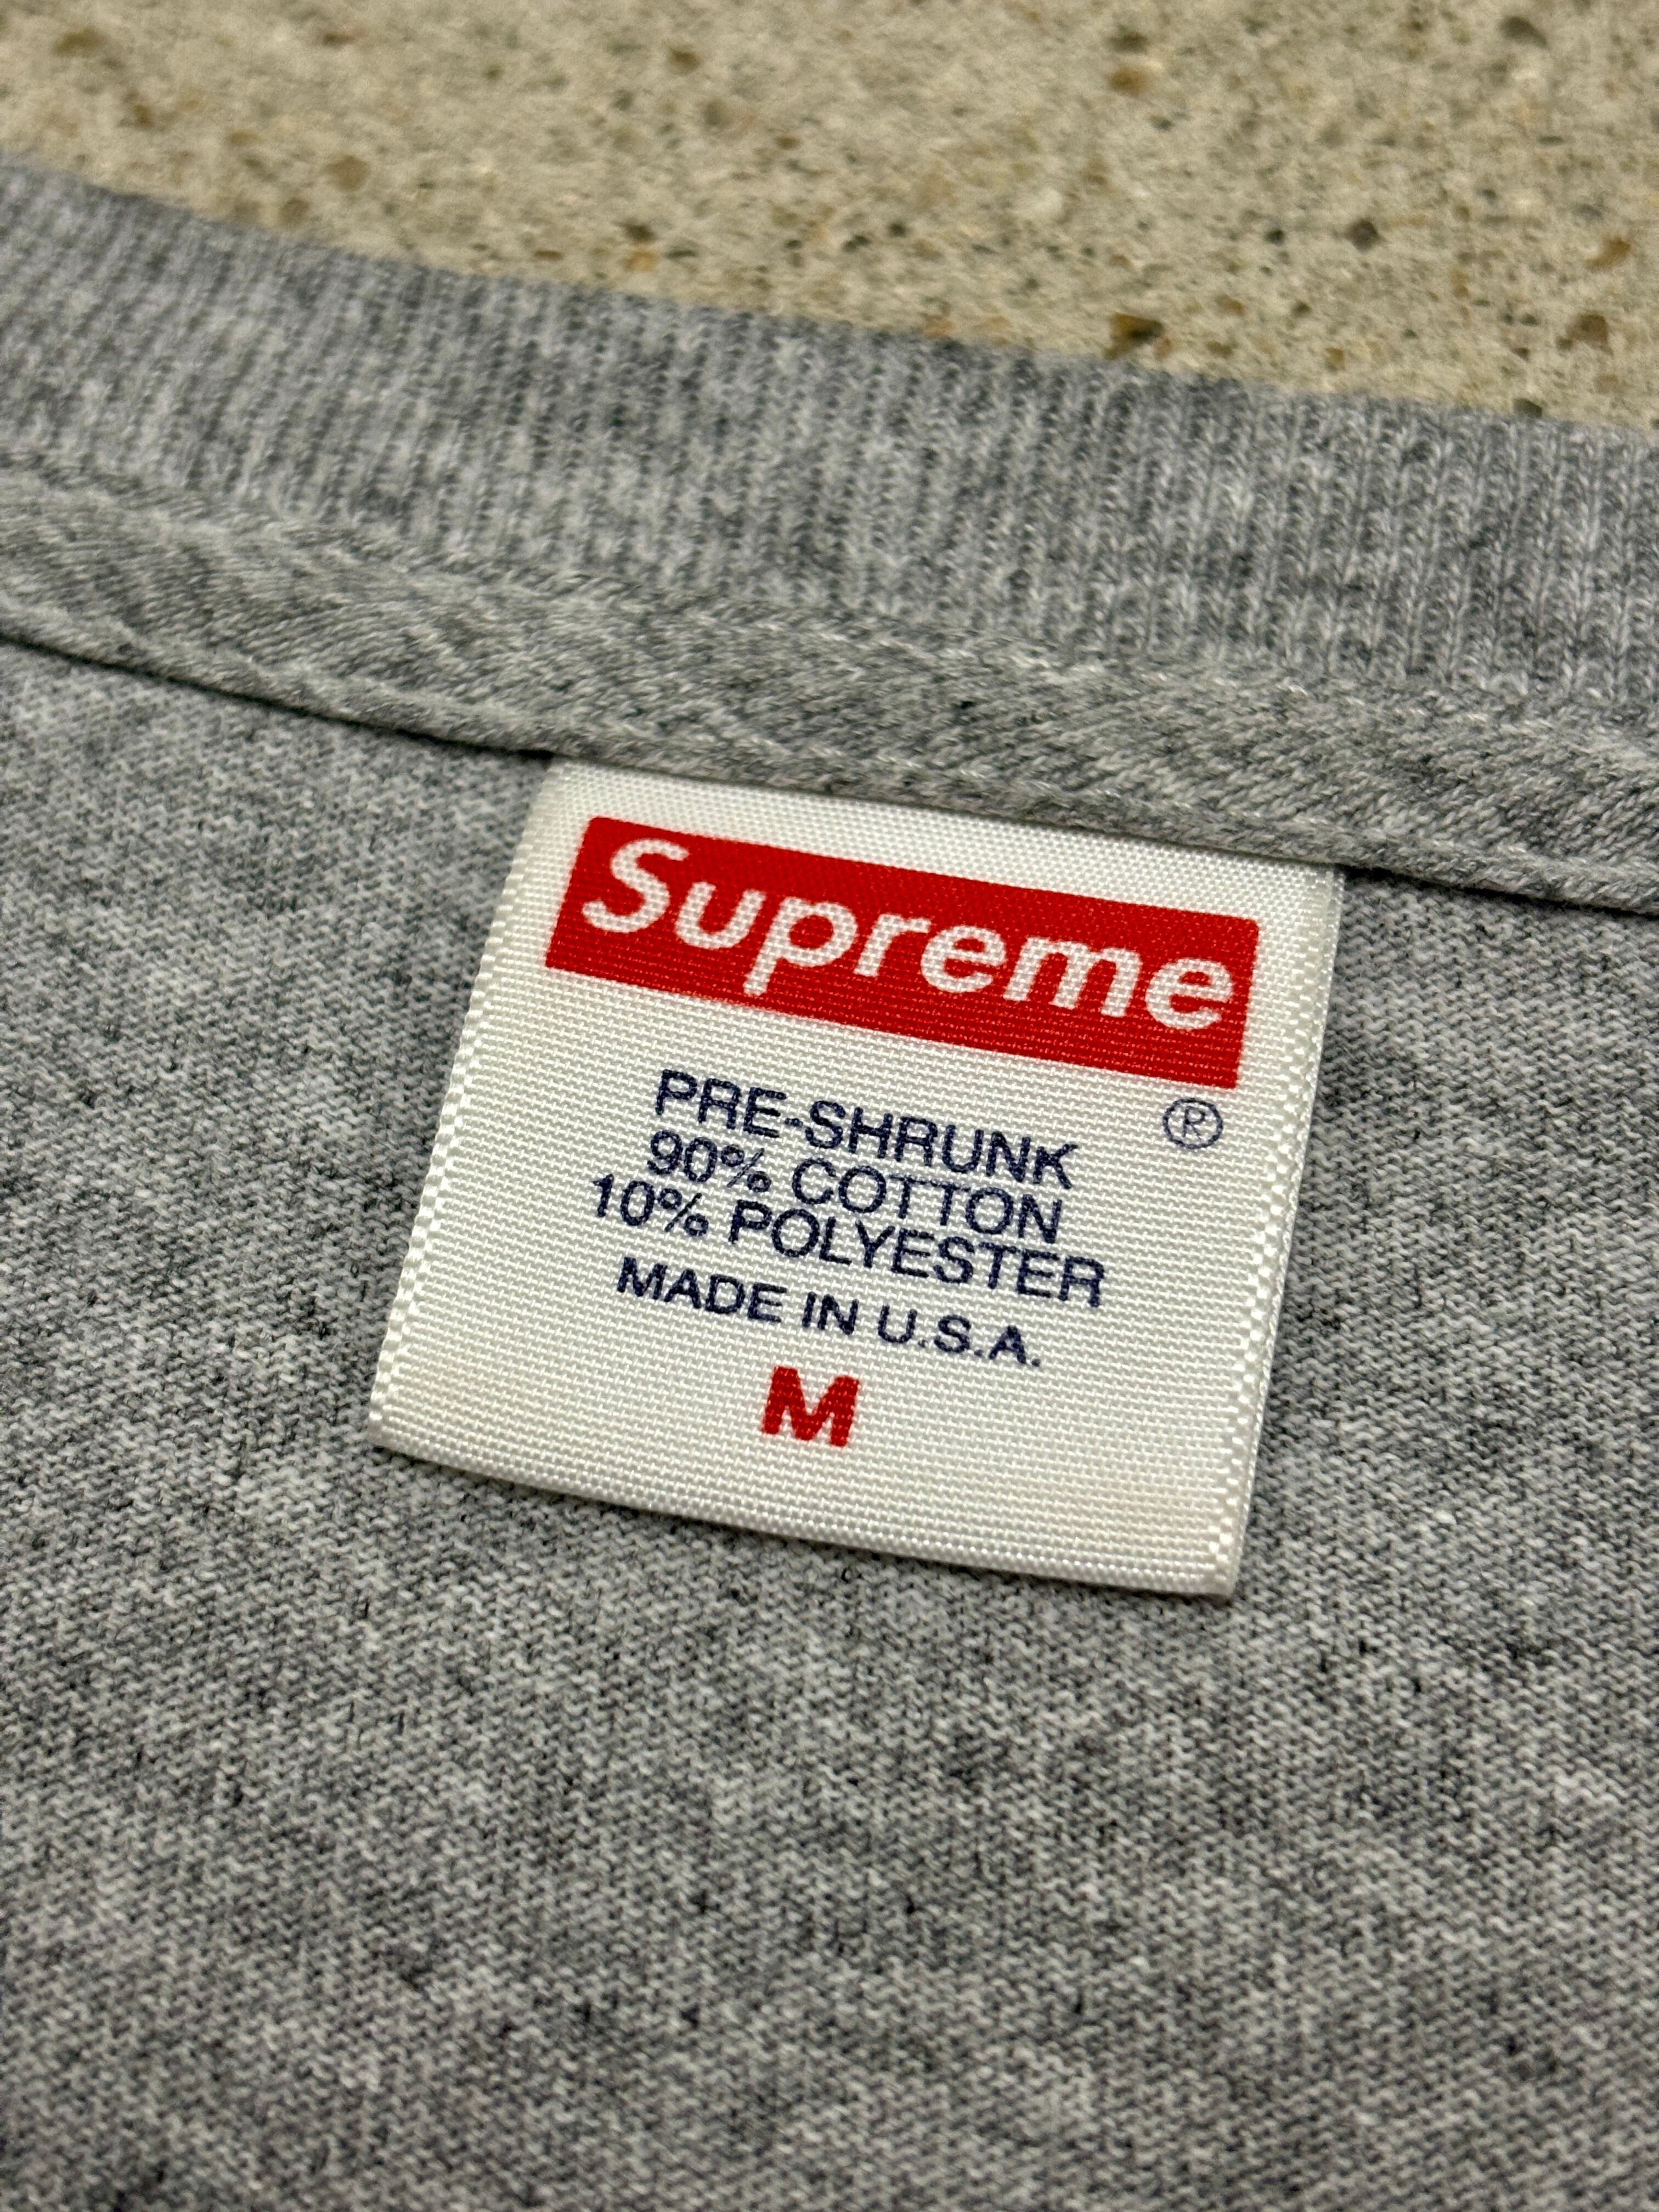 Supreme
®
PRE-SHRUNK
90% COTTON
10% POLYESTER
MADE IN U.S.A.
M